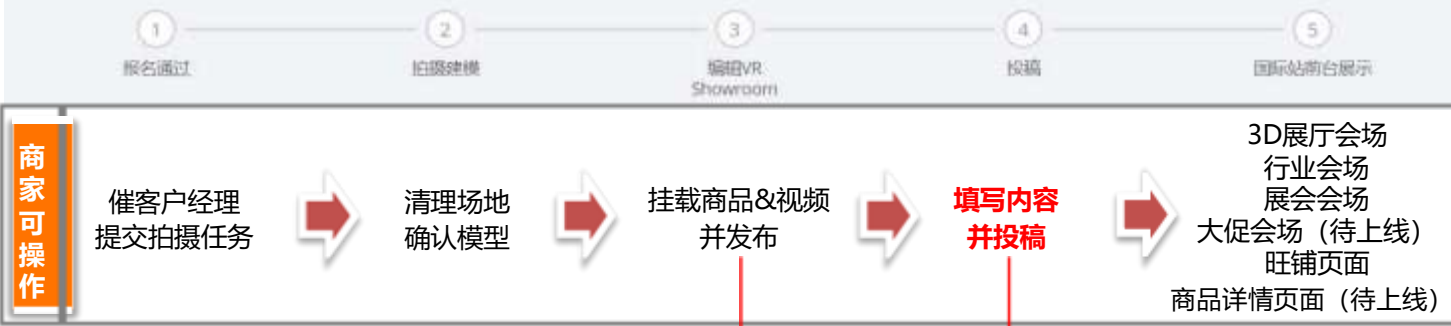 1
2
3
4
5
报名通过
拍摄建模
编辑VR
Showroom
投稿
国际站前台展示
商家可操作
催客户经理
提交拍摄任务
清理场地
确认模型
挂载商品&视频
并发布
填写内容
并投稿
3D展厅会场
行业会场
展会会场
大促会场（待上线）
旺铺页面
商品详情页面（待上线）